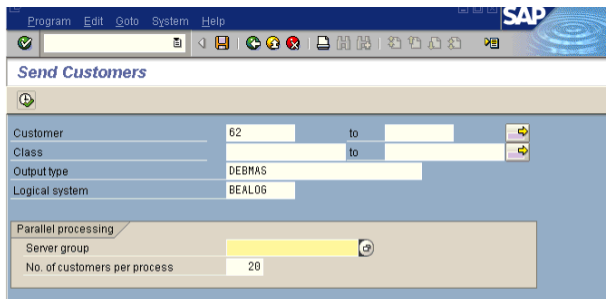 Program Edit Goto System Help
SAP
Send Customers
Customer 62 to
Class to
Output type DEBMAS
Logical system BEALOG
Parallel processing
Server group
No. of customers per process 20